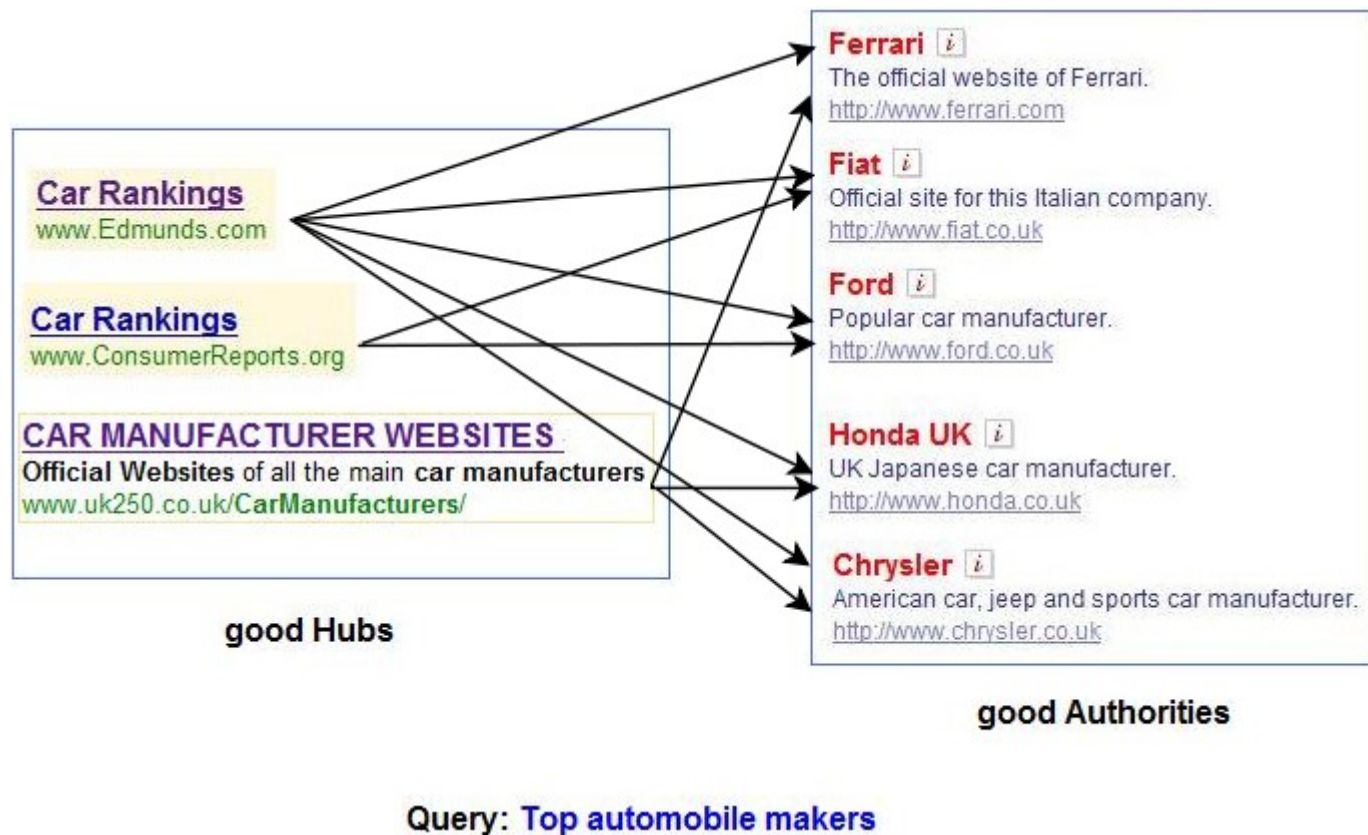 Car Rankings
www.Edmunds.com
Car Rankings
www.ConsumerReports.org
CAR MANUFACTURER WEBSITES
Official Websites of all the main car manufacturers
www.uk250.co.uk/CarManufacturers/
good Hubs
Ferrari i
The official website of Ferrari.
http://www.ferrari.com
Fiat i
Official site for this Italian company.
http://www.fiat.co.uk
Ford i
Popular car manufacturer.
http://www.ford.co.uk
Honda UK i
UK Japanese car manufacturer.
http://www.honda.co.uk
Chrysler i
American car, jeep and sports car manufacturer.
http://www.chrysler.co.uk
good Authorities
Query: Top automobile makers